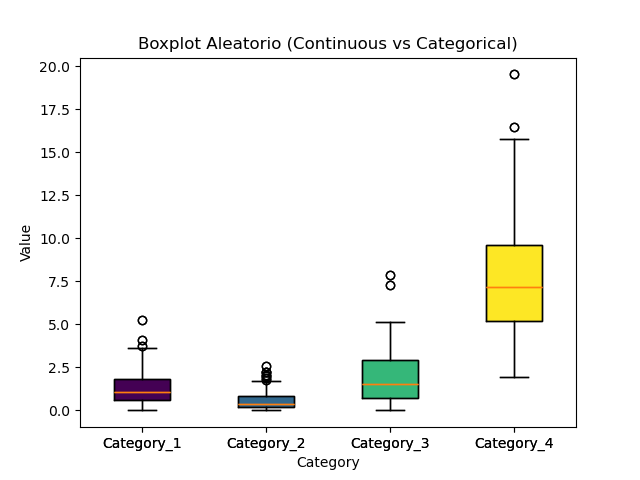 Boxplot Aleatorio (Continuous vs Categorical)
20.0
17.5
15.0
12.5
10.0
7.5
5.0
2.5
0.0
Value
Category_1 Category_2 Category_3 Category_4
Category